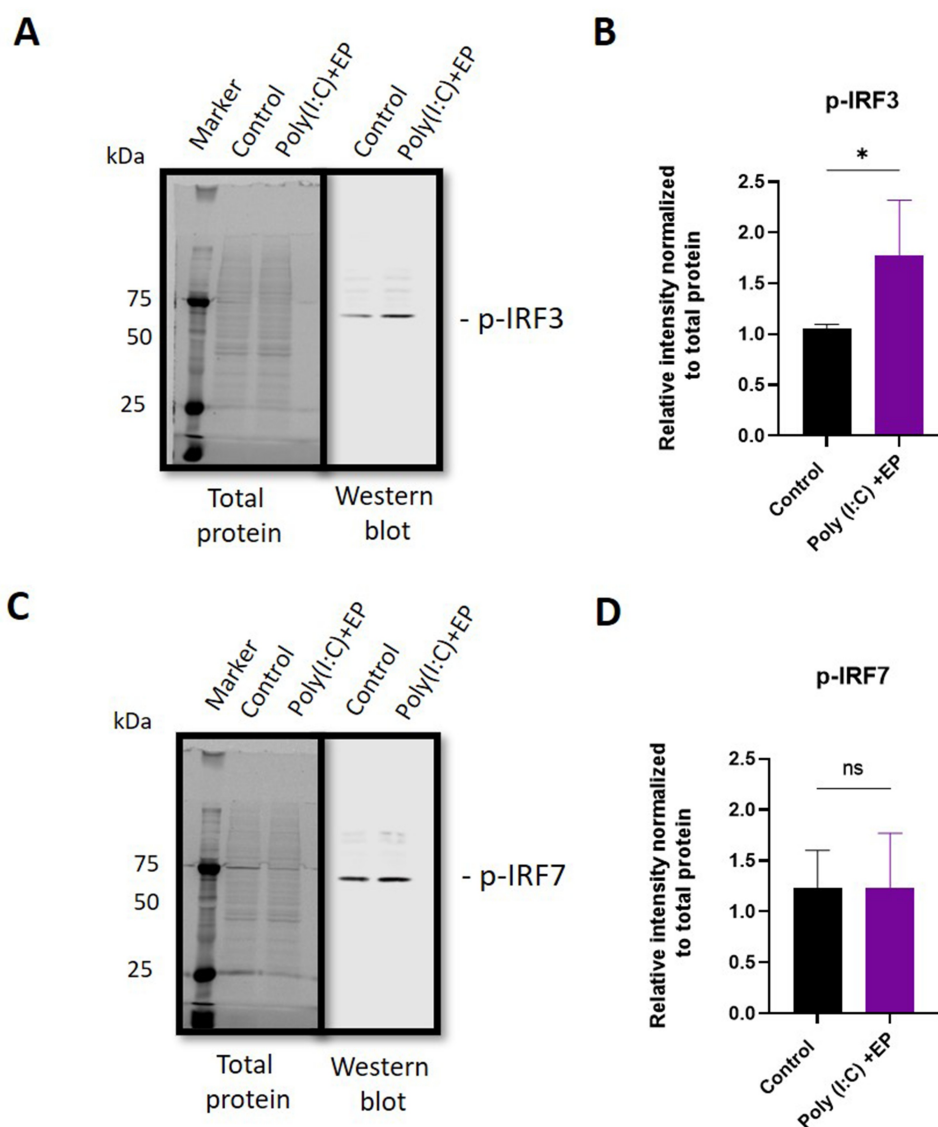 A
Marker
Control
Poly(I:C)+EP
Control
Poly(I:C)+EP
kDa
75
50
25
- p-IRF3
Total
protein
Western
blot
B
p-IRF3
*
Relative intensity normalized
to total protein
2.5
2.0
1.5
1.0
0.5
0.0
Control
Poly (I:C) +EP
C
Marker
Control
Poly(I:C)+EP
Control
Poly(I:C)+EP
kDa
75
50
25
- p-IRF7
Total
protein
Western
blot
D
p-IRF7
ns
Relative intensity normalized
to total protein
2.5
2.0
1.5
1.0
0.5
0.0
Control
Poly (I:C) +EP